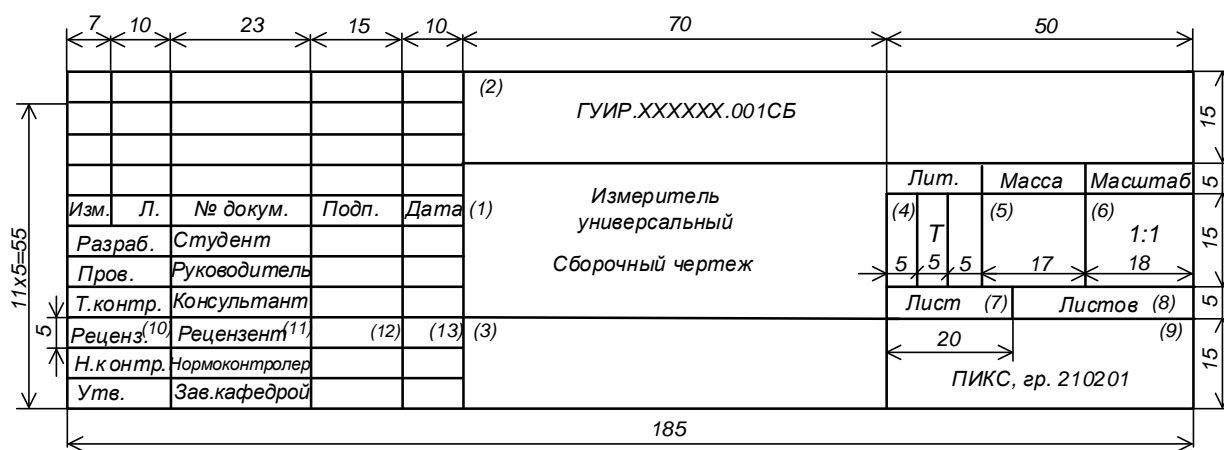 7 10 23 15 10 70 50
(2)
ГУИР.XXXXXX.001СБ
15
Лит. Масса Масштаб 5
Изм. Л. № докум. Подп. Дата (1)
Измеритель
универсальный
Сборочный чертеж
(4) (5) (6)
Т 1:1
15
5 5 5 17 18
Разраб. Студент
Пров. Руководитель
Т.контр. Консультант
Лист (7) Листов (8) 5
Реценз. (10) Рецензент (11) (12) (13) (3) (9)
20
15
Н.контр. Нормоконтролер
ПИКС, гр. 210201
Утв. Зав.кафедрой
11x5=55
5
185